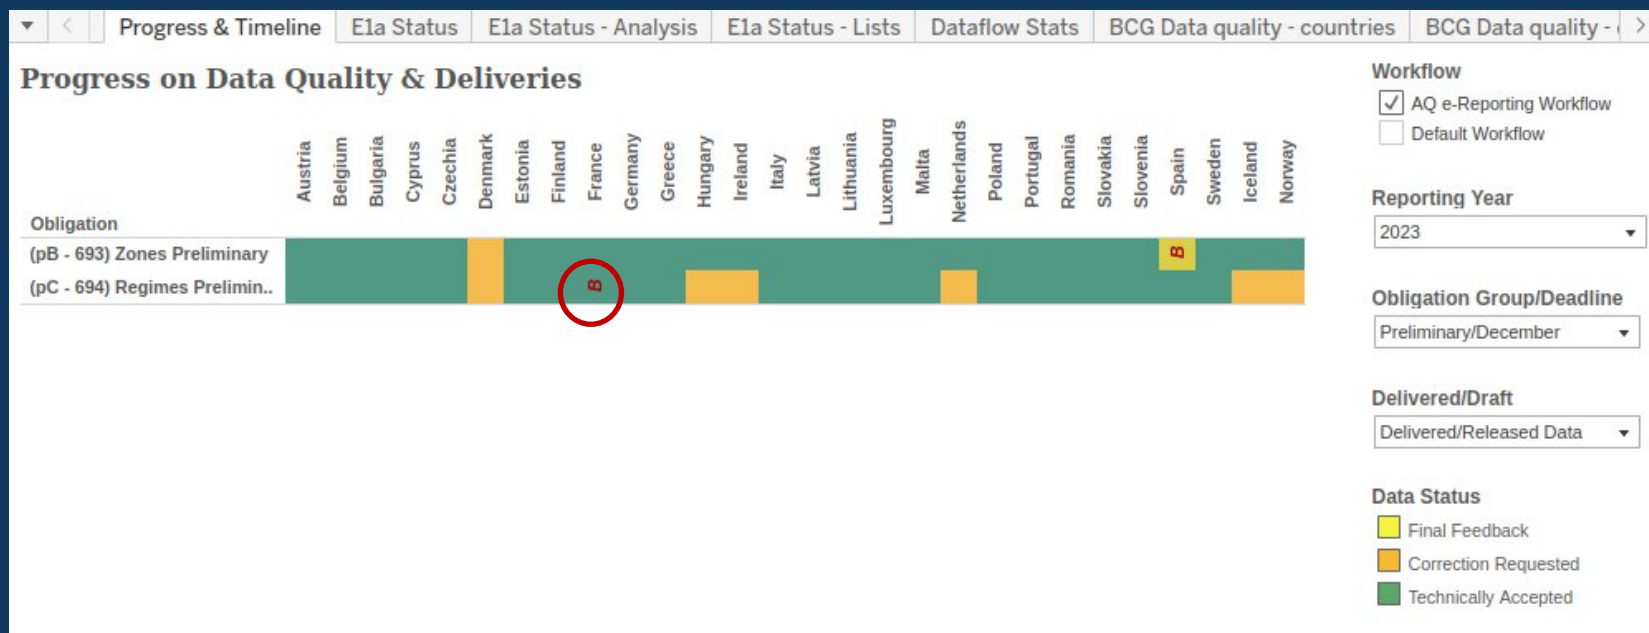 Progress & Timeline E1a Status E1a Status - Analysis E1a Status - Lists Dataflow Stats BCG Data quality - countries BCG Data quality -
Progress on Data Quality & Deliveries
Obligation Austria Belgium Bulgaria Cyprus Czechia Denmark Estonia Finland France Germany Greece Hungary Ireland Italy Latvia Lithuania Luxembourg Malta Netherlands Poland Portugal Romania Slovakia Slovenia Spain Sweden Iceland Norway
(pB - 693) Zones Preliminary B
(pC - 694) Regimes Prelimin.. B
Workflow
AQ e-Reporting Workflow
Default Workflow
Reporting Year
2023
Obligation Group/Deadline
Preliminary/December
Delivered/Draft
Delivered/Released Data
Data Status
Final Feedback
Correction Requested
Technically Accepted